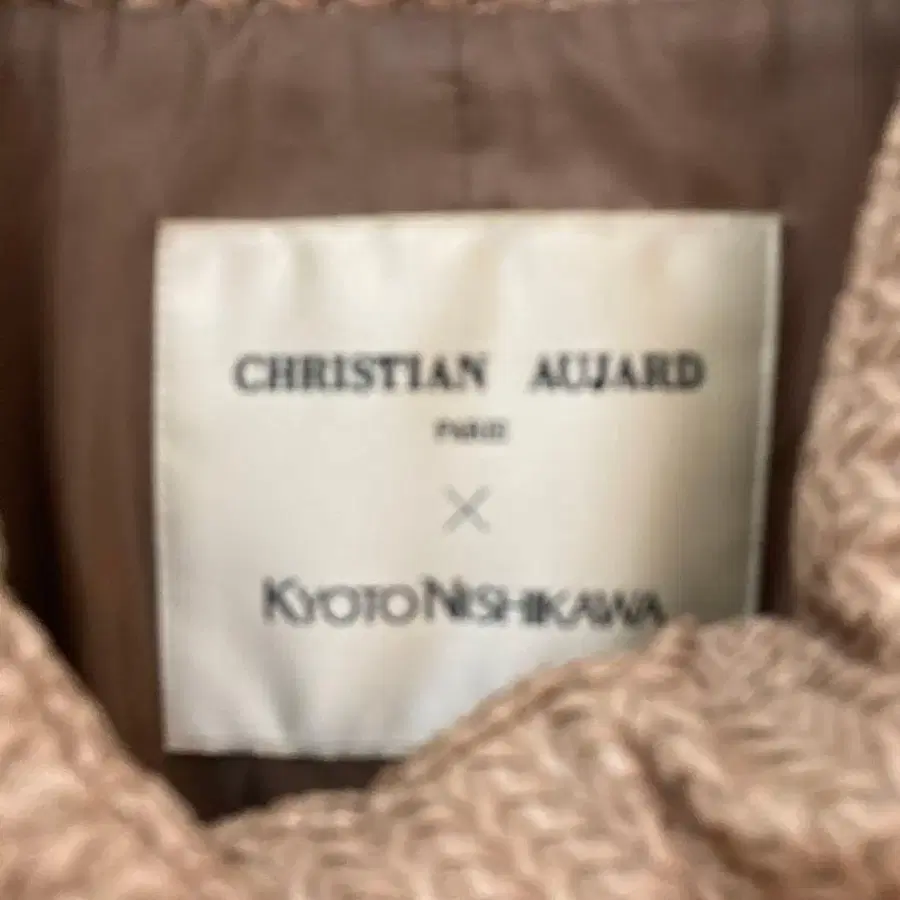 CHRISTIAN AUJARD
PARIS
×
KYOTO NISHIKAWA